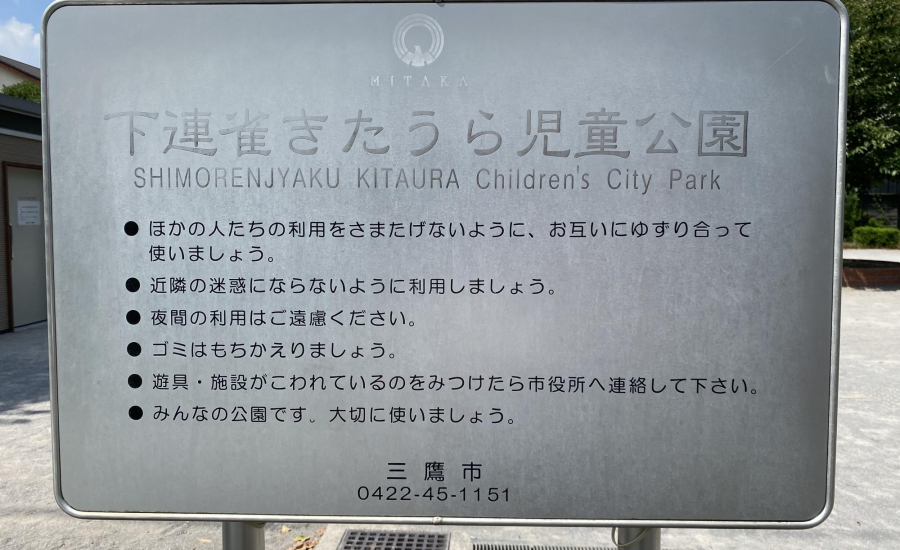 MITAKA
下連雀きたうら児童公園
SHIMORENJYAKU KITAURA Children's City Park
● ほかの人たちの利用をさまたげないように、お互いにゆずり合って
使いましょう。
● 近隣の迷惑にならないように利用しましょう。
● 夜間の利用はご遠慮ください。
● ゴミはもちかえりましょう。
● 遊具・施設がこわれているのをみつけたら市役所へ連絡して下さい。
● みんなの公園です。大切に使いましょう。
三鷹市
0422-45-1151